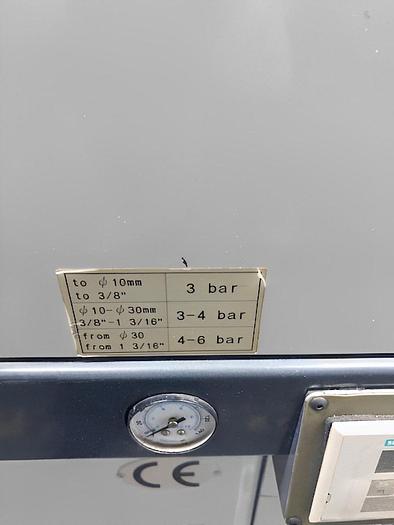 to φ 10mm
to 3/8"
3 bar
φ 10-φ 30mm
3/8"-1 3/16"
3-4 bar
from φ 30
from 1 3/16"
4-6 bar
CE